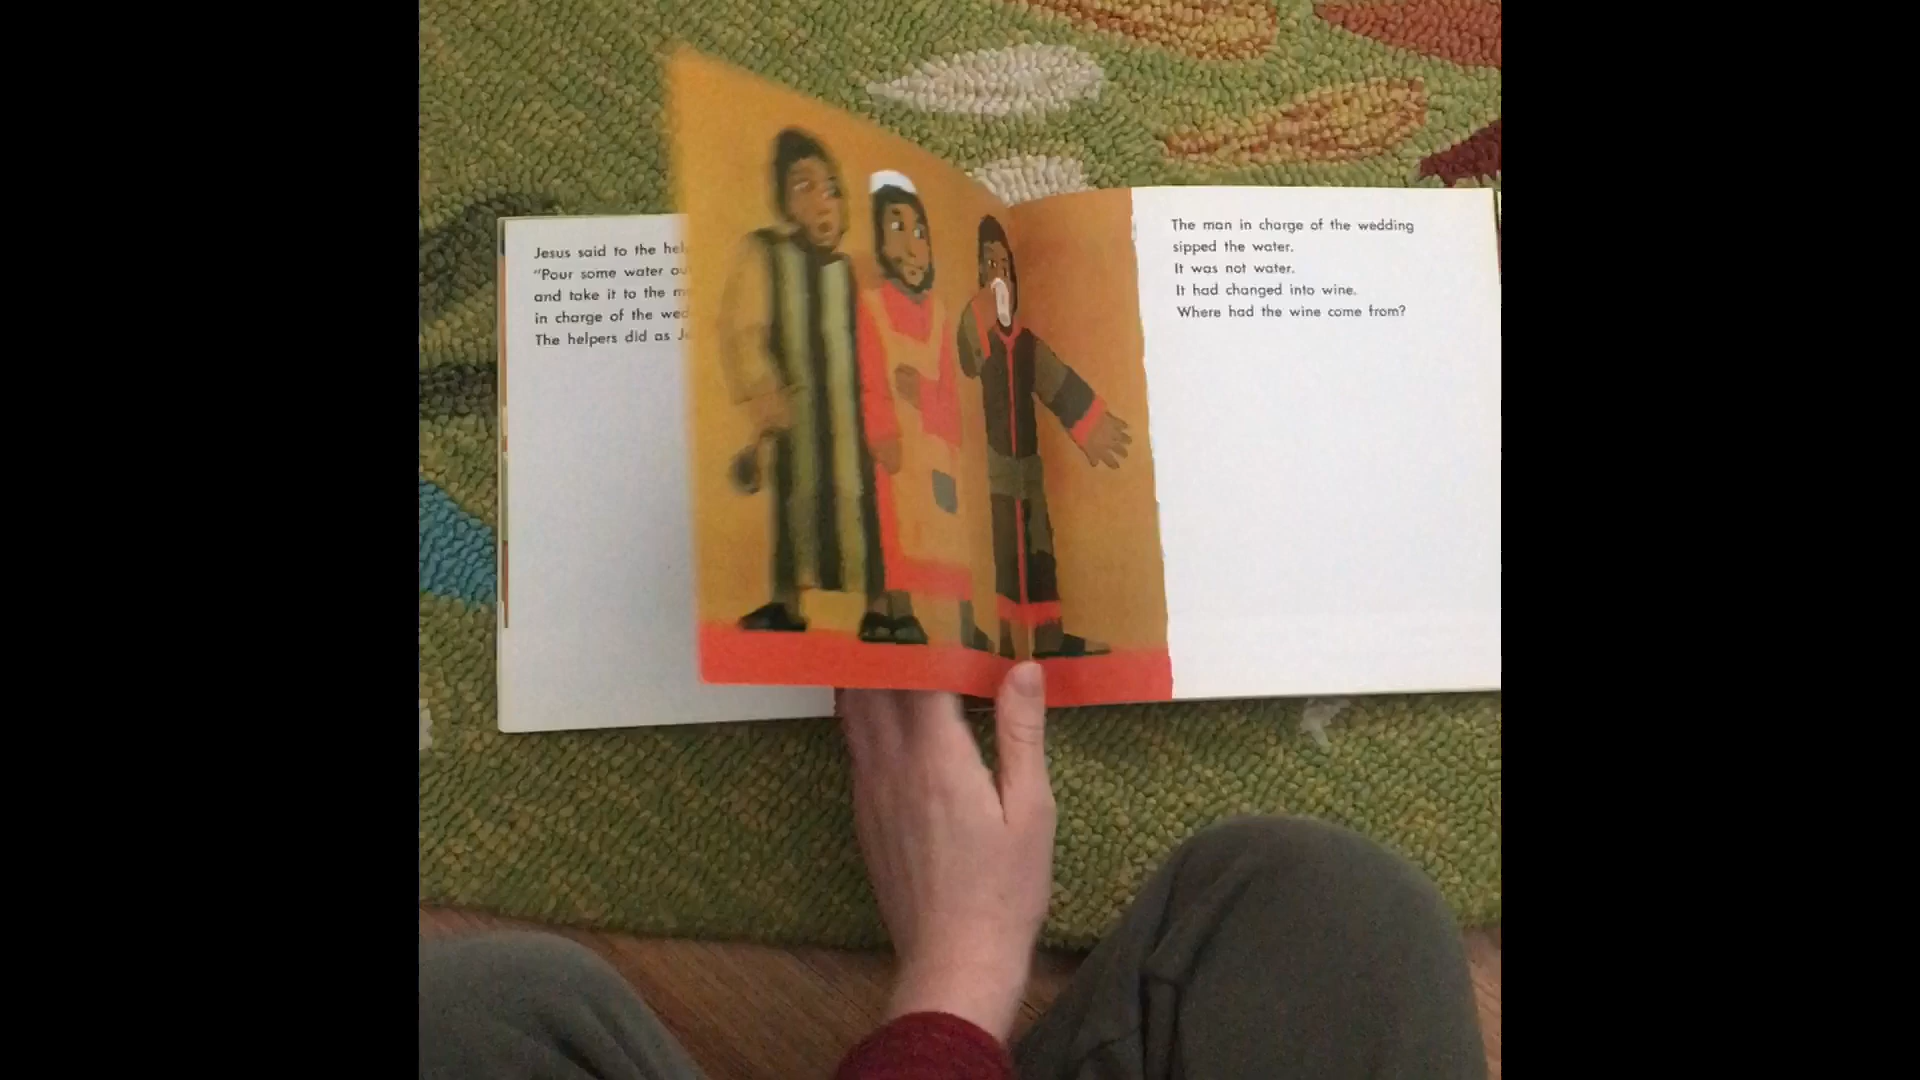 Jesus said to the
"Pour some water
and take it to the
in charge of the
The helpers did as
The man in charge of the wedding
sipped the water.
It was not water.
It had changed into wine.
Where had the wine come from?